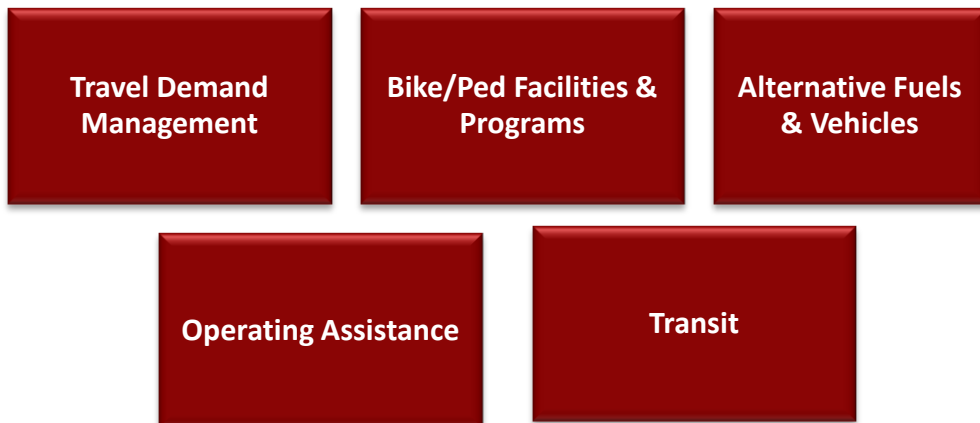 Travel Demand
Management
Bike/Ped Facilities &
Programs
Alternative Fuels
& Vehicles
Operating Assistance
Transit